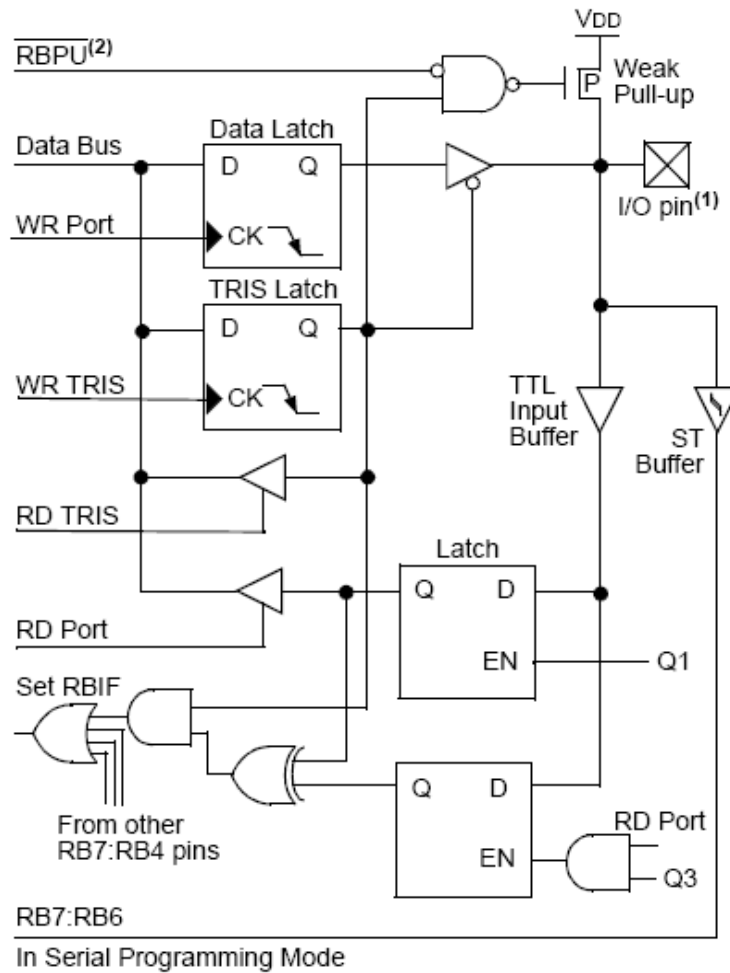 VDD
RBPU(2)
P
Weak
Pull-up
Data Latch
Data Bus
D Q
I/O pin(1)
WR Port
CK
TRIS Latch
D Q
WR TRIS
CK
TTL
Input
Buffer
ST
Buffer
RD TRIS
Latch
Q D
RD Port
EN
Q1
Set RBIF
Q D
From other
RB7:RB4 pins
RD Port
EN
Q3
RB7:RB6
In Serial Programming Mode